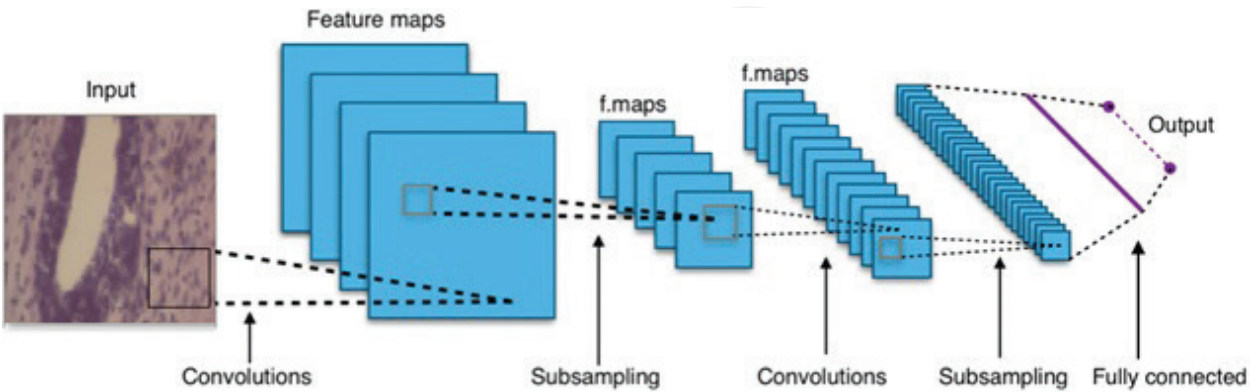 Feature maps
Input
f.maps
f.maps
Output
Convolutions
Subsampling
Convolutions
Subsampling
Fully connected